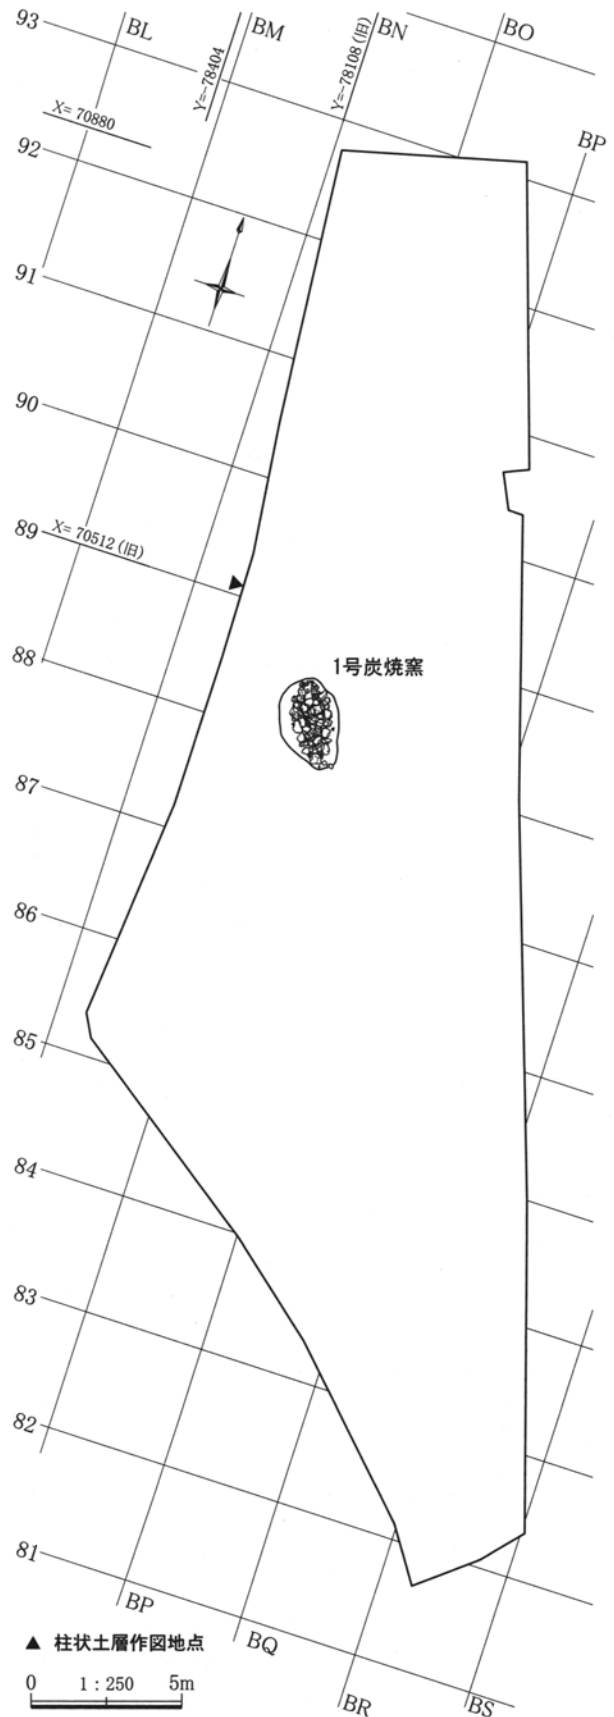 93
BL
BM
BN
BO
Y=-78404
Y=-78108 (旧)
X= 70880
BP
92
91
90
89
X= 70512 (旧)
88
1号炭焼窯
87
86
85
84
83
82
81
BP
BQ
BR
BS
▲ 柱状土層作図地点
0 1：250 5m